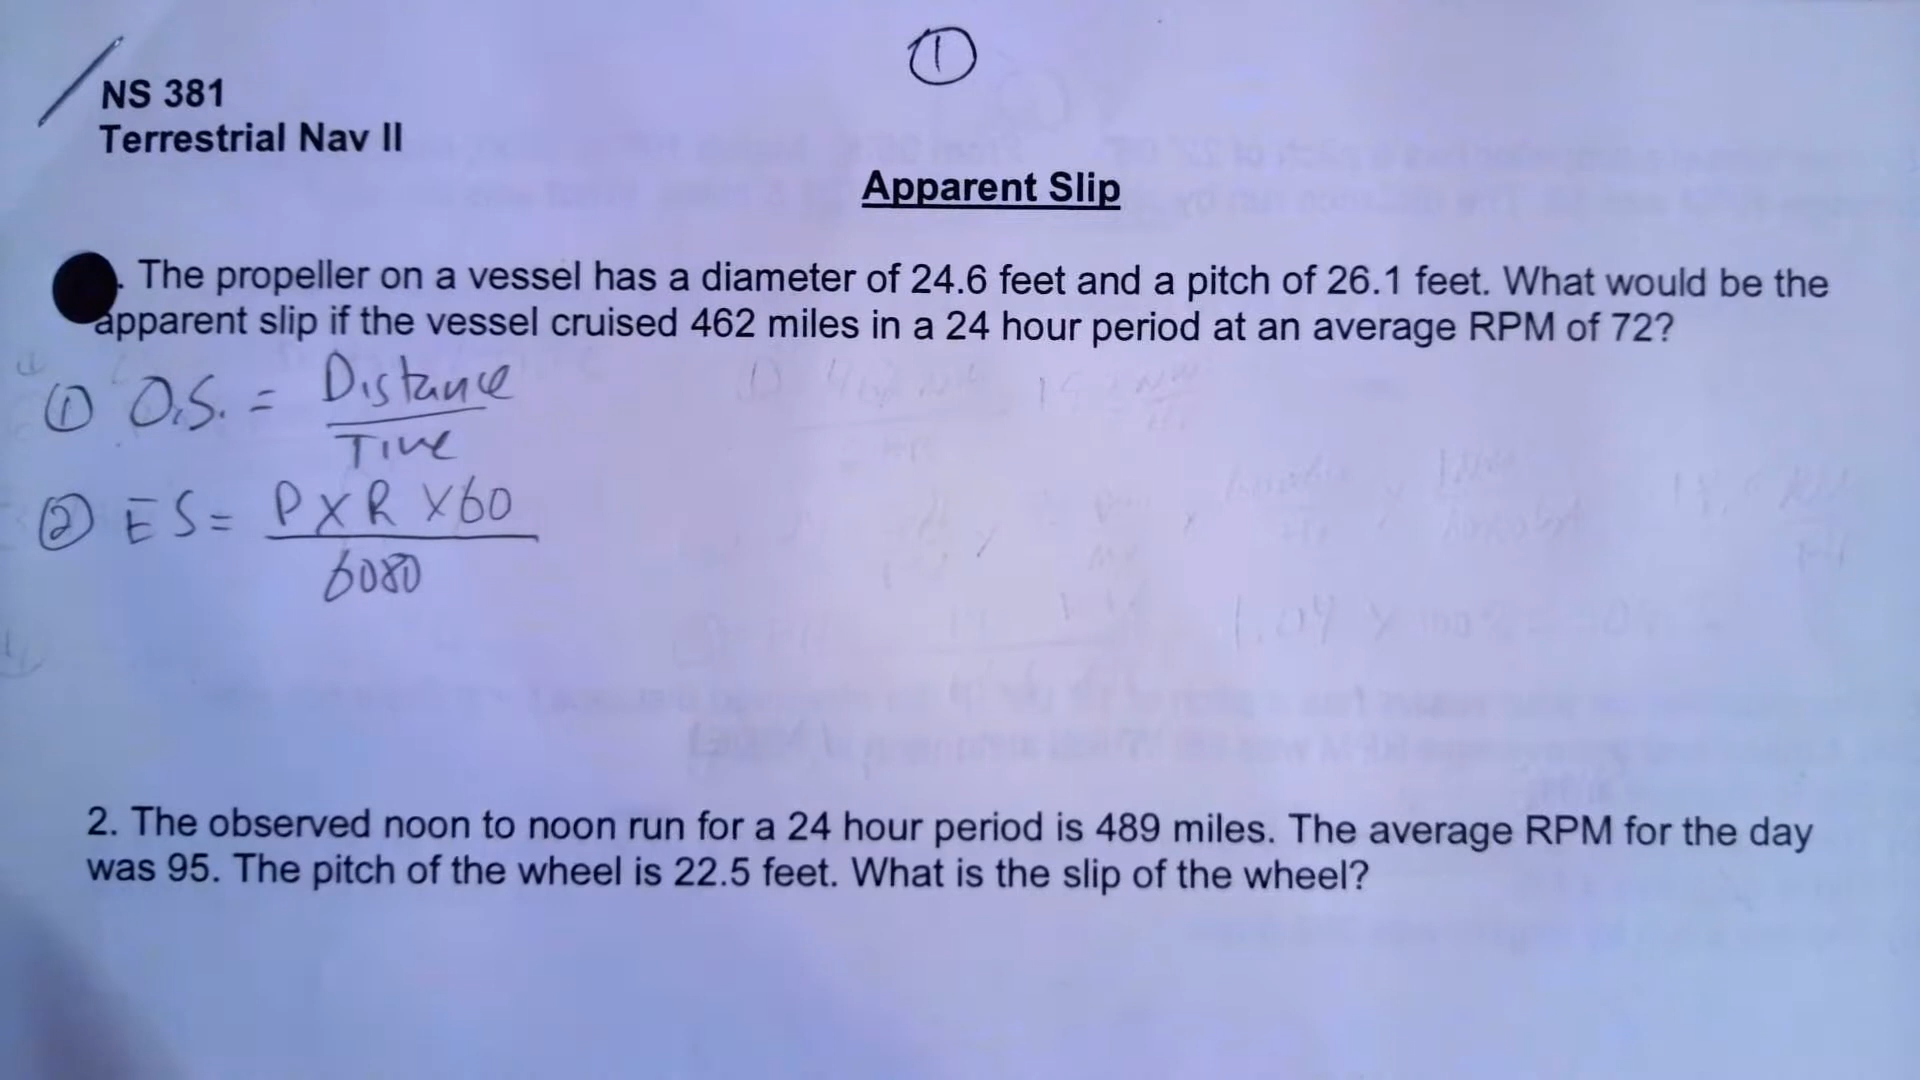 ①
NS 381
Terrestrial Nav II
Apparent Slip
. The propeller on a vessel has a diameter of 24.6 feet and a pitch of 26.1 feet. What would be the
apparent slip if the vessel cruised 462 miles in a 24 hour period at an average RPM of 72?
① O.S. = Distance
Time
② ES = P X R X 60
6080
2. The observed noon to noon run for a 24 hour period is 489 miles. The average RPM for the day
was 95. The pitch of the wheel is 22.5 feet. What is the slip of the wheel?